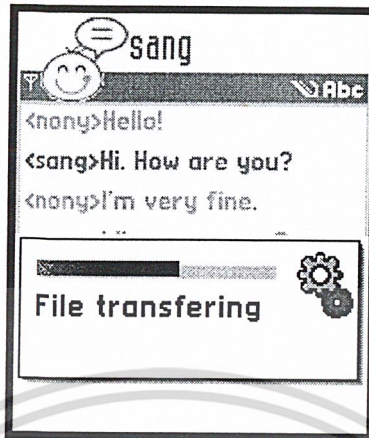 sang
Abc
<nony>Hello!
<sang>Hi. How are you?
<nony>I'm very fine.
File transfering